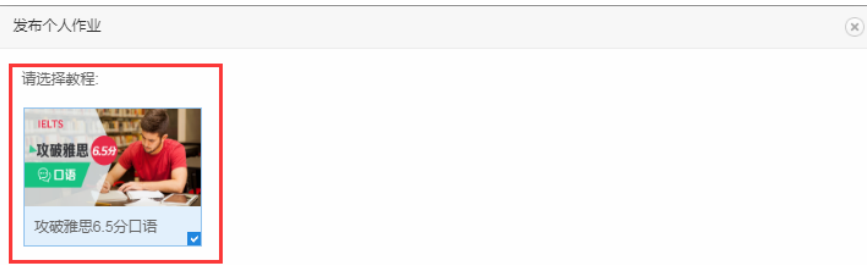 发布个人作业
请选择教程:
IELTS
攻破雅思 6.5分
口语
攻破雅思6.5分口语